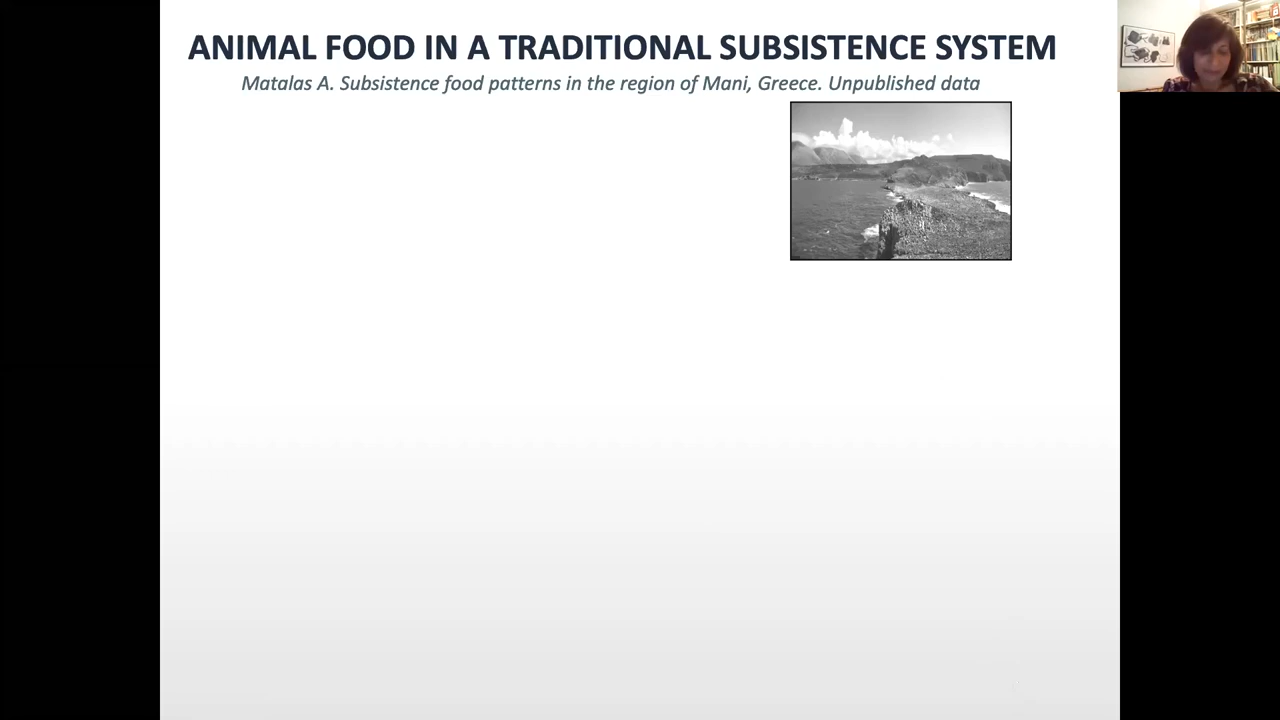 ANIMAL FOOD IN A TRADITIONAL SUBSISTENCE SYSTEM
Matalas A. Subsistence food patterns in the region of Mani, Greece. Unpublished data